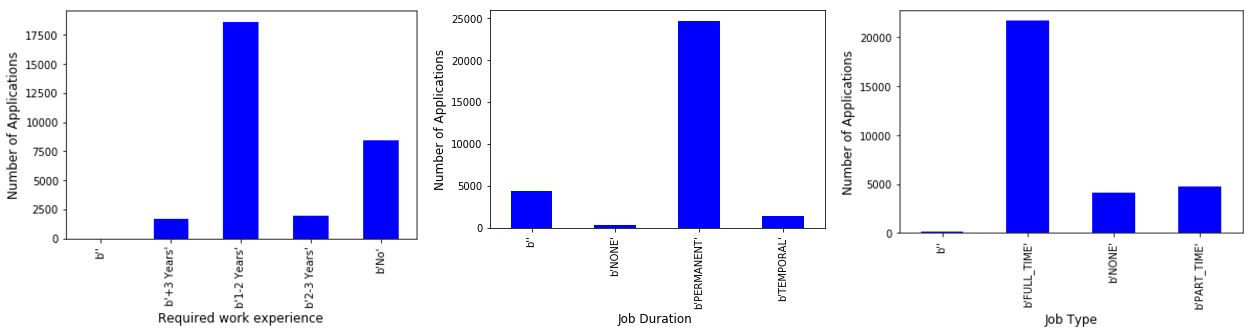 Number of Applications
17500
15000
12500
10000
7500
5000
2500
0
b''
b'+3 Years'
b'1-2 Years'
b'2-3 Years'
b'No'
Required work experience
Number of Applications
25000
20000
15000
10000
5000
0
b''
b'NONE'
b'PERMANENT'
b'TEMPORAL'
Job Duration
Number of Applications
20000
15000
10000
5000
0
b''
b'FULL_TIME'
b'NONE'
b'PART_TIME'
Job Type